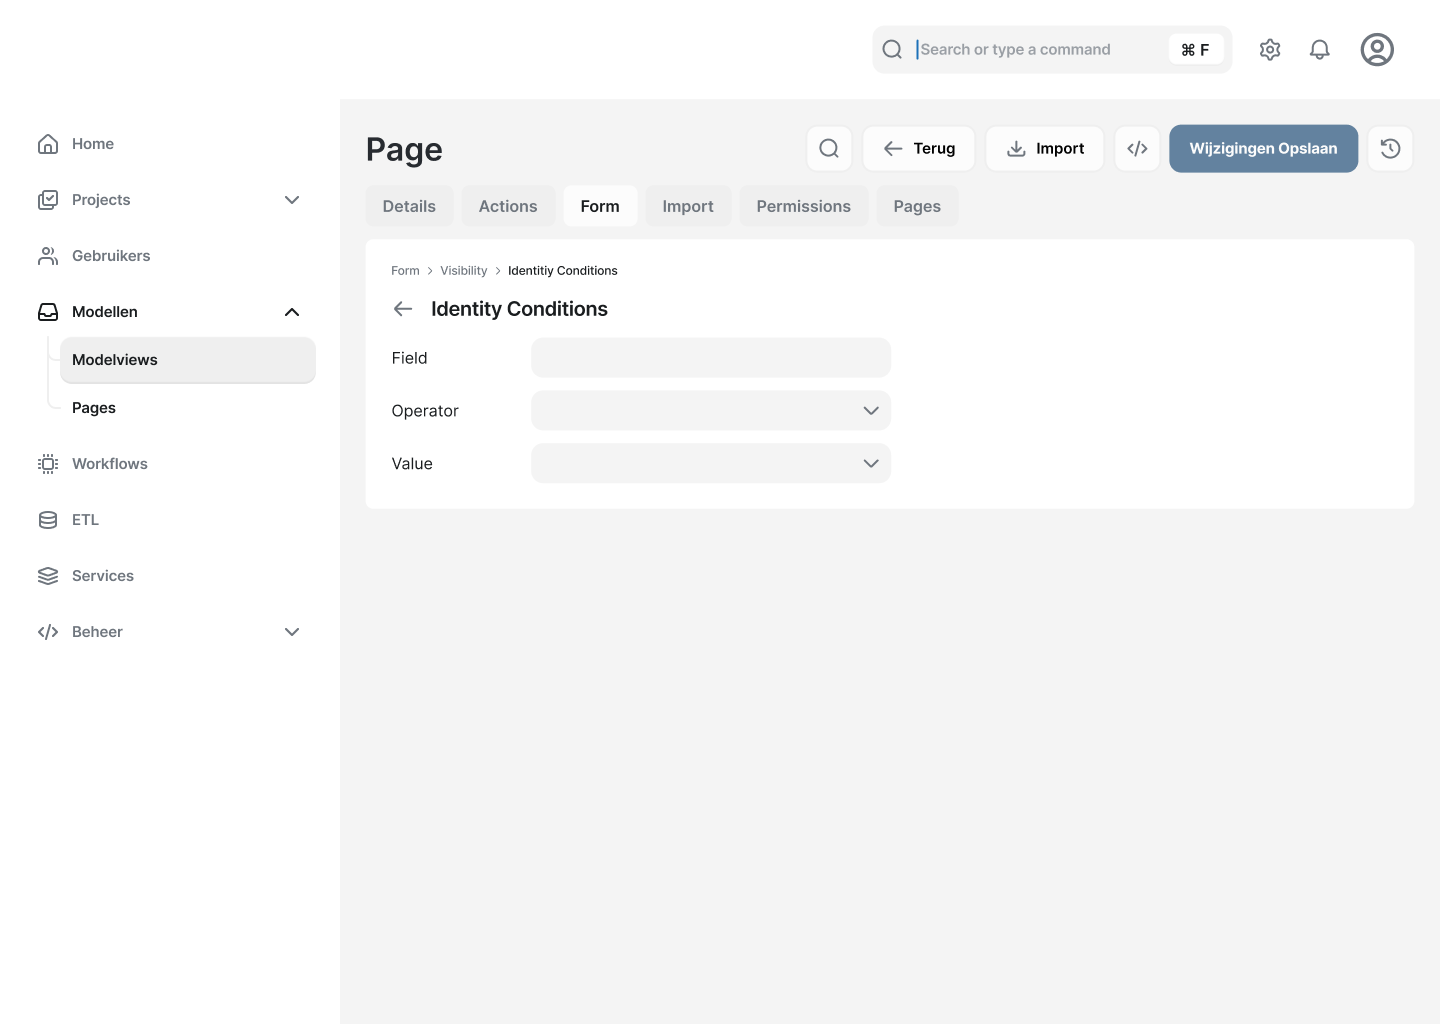 Search or type a command
⌘ F
Home
Projects
Gebruikers
Modellen
Modelviews
Pages
Workflows
ETL
Services
Beheer
Page
Terug
Import
Wijzigingen Opslaan
Details
Actions
Form
Import
Permissions
Pages
Form > Visibility > Identitiy Conditions
Identity Conditions
Field
Operator
Value